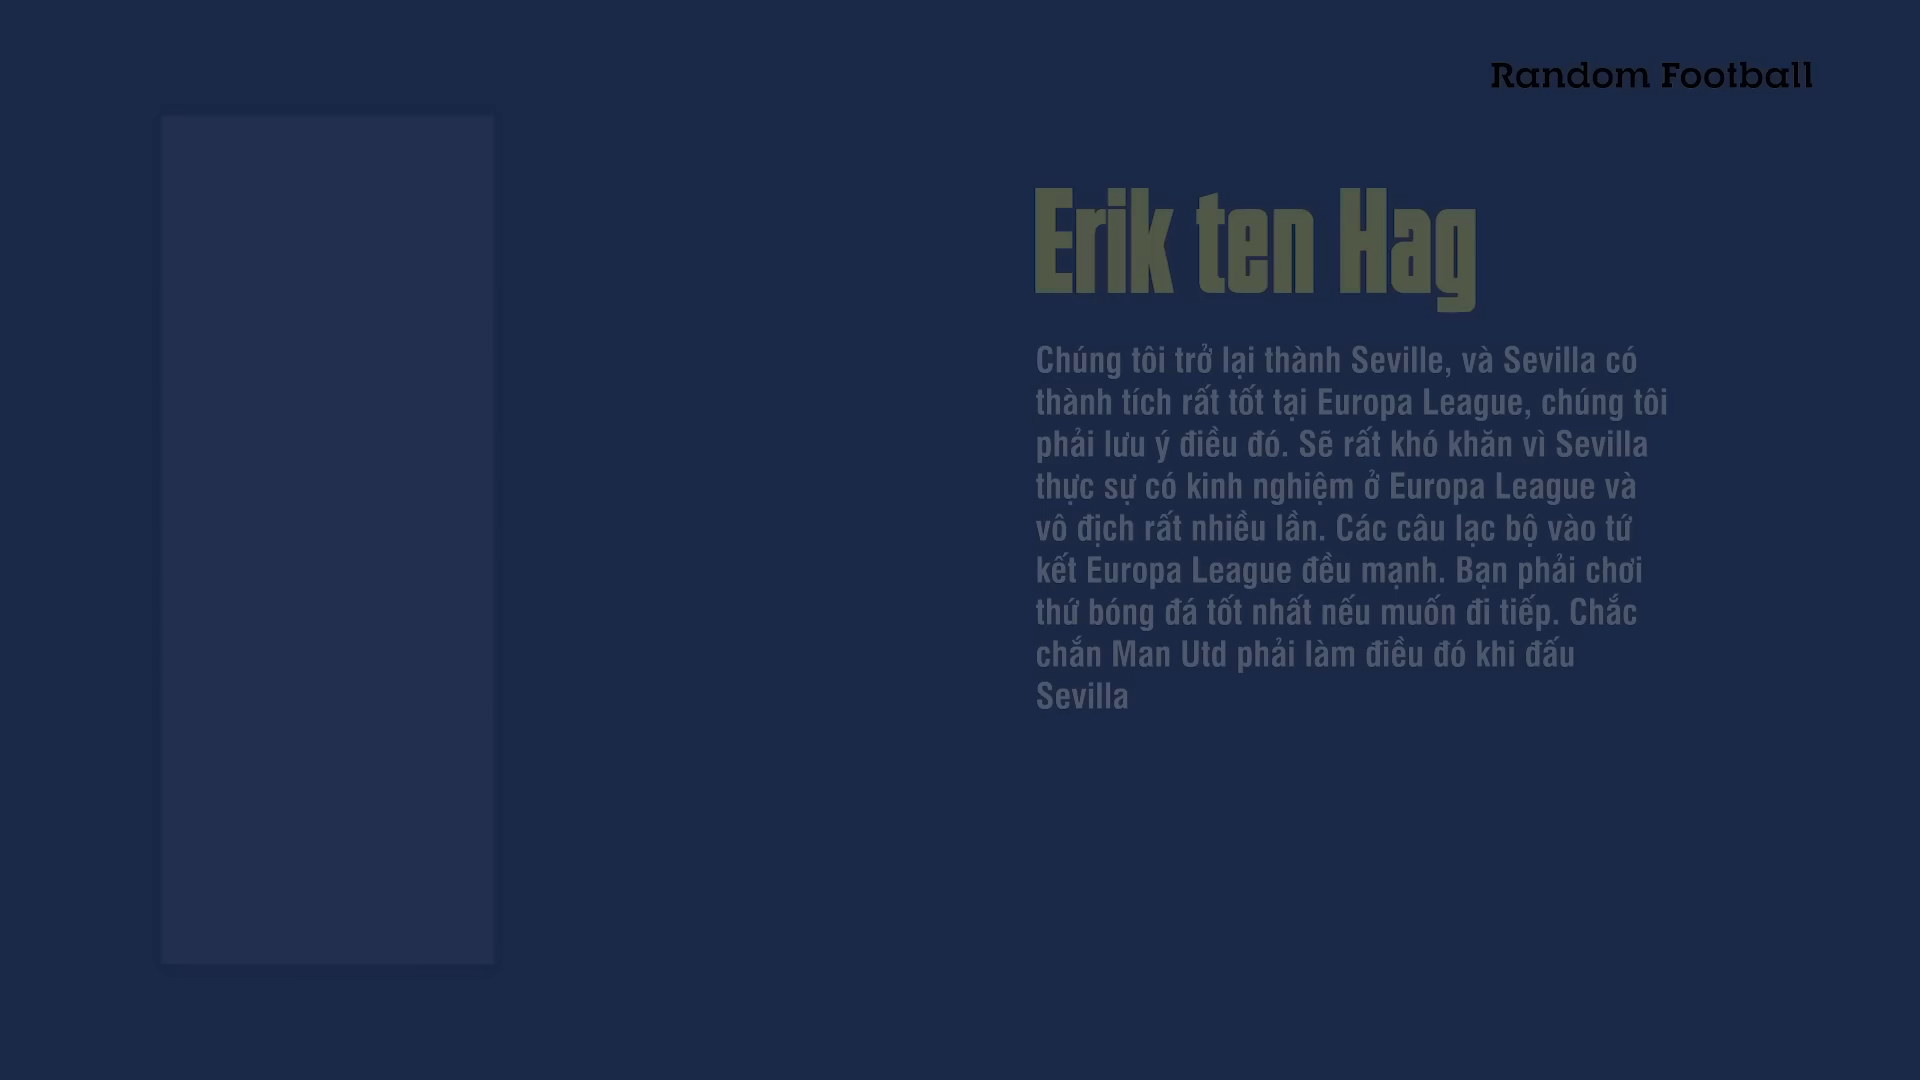 Random Football
Erik ten Hag
Chúng tôi trở lại thành Seville, và Sevilla có
thành tích rất tốt tại Europa League, chúng tôi
phải lưu ý điều đó. Sẽ rất khó khăn vì Sevilla
thực sự có kinh nghiệm ở Europa League và
vô địch rất nhiều lần. Các câu lạc bộ vào tứ
kết Europa League đều mạnh. Bạn phải chơi
thứ bóng đá tốt nhất nếu muốn đi tiếp. Chắc
chắn Man Utd phải làm điều đó khi đấu
Sevilla